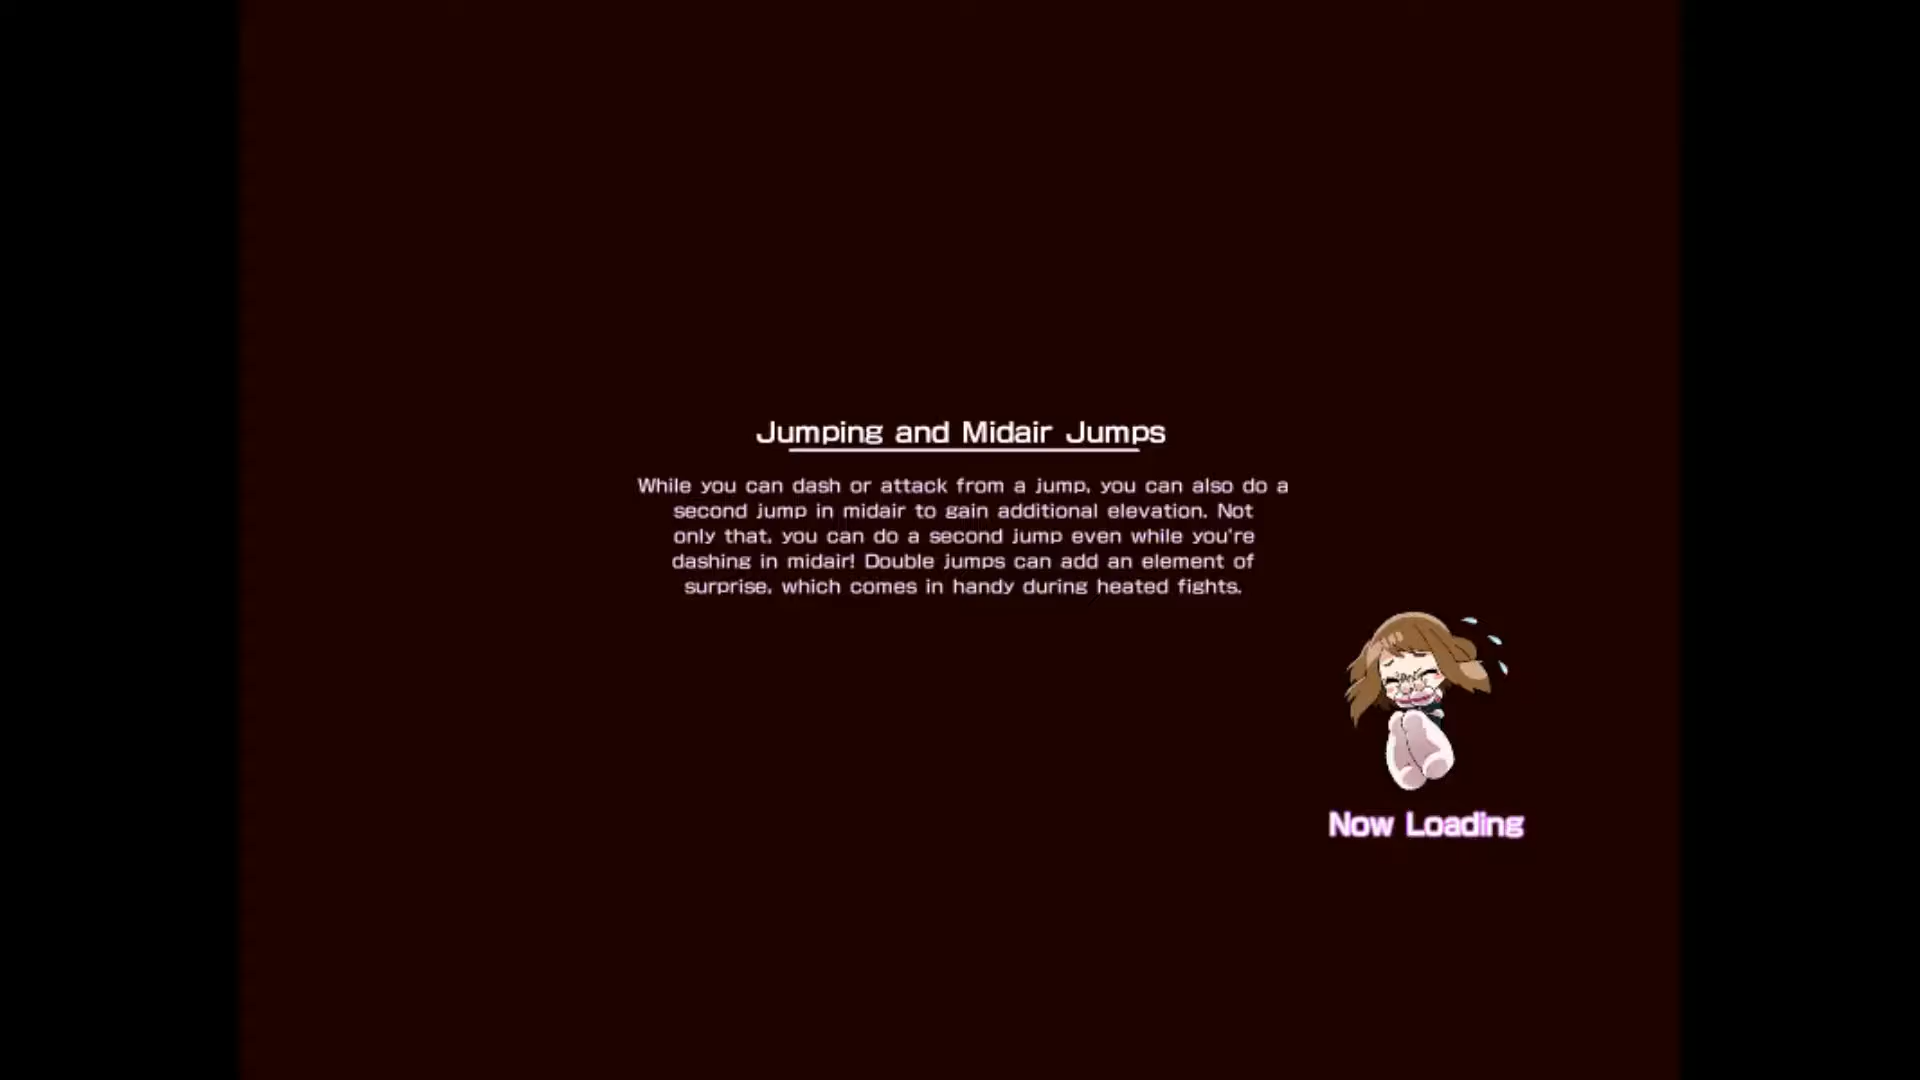 Jumping and Midair Jumps
While you can dash or attack from a jump, you can also do a
second jump in midair to gain additional elevation. Not
only that, you can do a second jump even while you're
dashing in midair! Double jumps can add an element of
surprise, which comes in handy during heated fights.
Now Loading